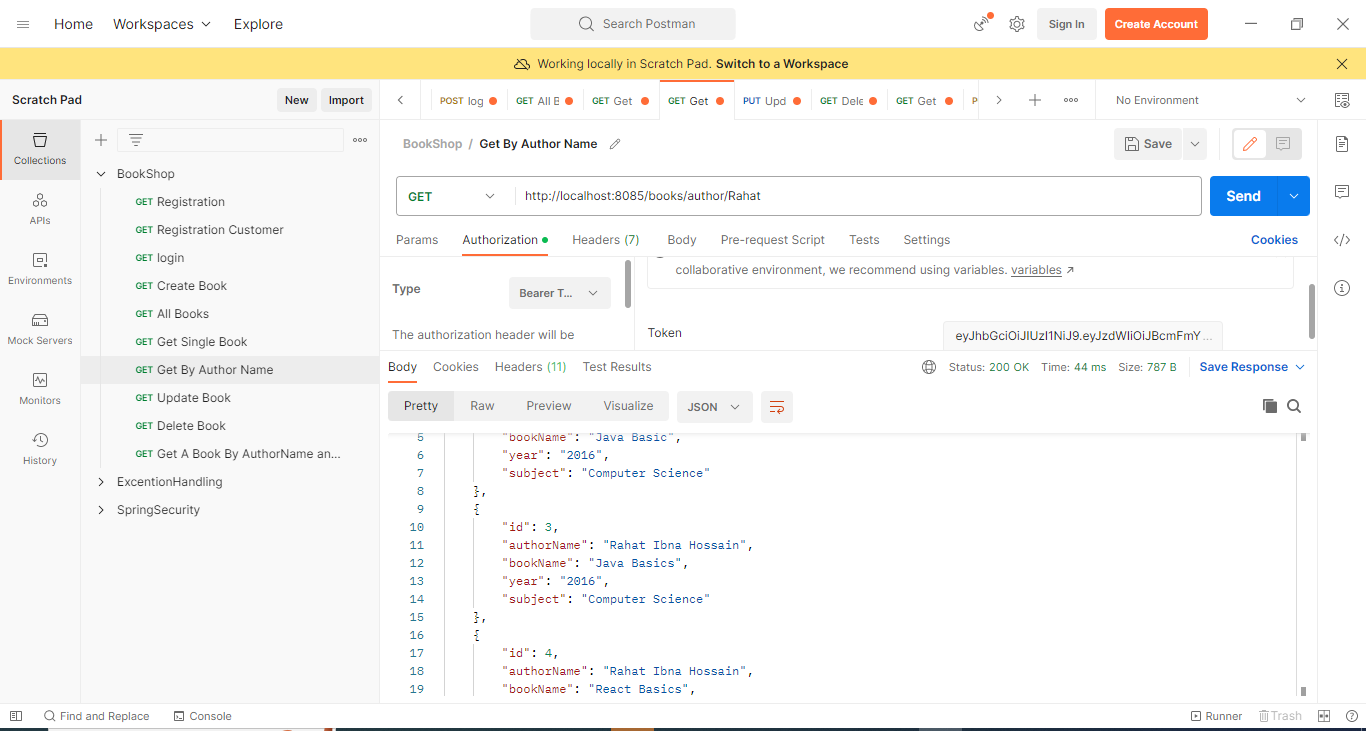 Home Workspaces Explore Search Postman Sign In Create Account
Working locally in Scratch Pad. Switch to a Workspace
Scratch Pad New Import
POST log GET All B GET Get GET Get PUT Upd GET Dele GET Get No Environment
Collections
APIs
Environments
Mock Servers
Monitors
History
BookShop
GET Registration
GET Registration Customer
GET login
GET Create Book
GET All Books
GET Get Single Book
GET Get By Author Name
GET Update Book
GET Delete Book
GET Get A Book By AuthorName an...
ExcentionHandling
SpringSecurity
BookShop / Get By Author Name Save
GET http://localhost:8085/books/author/Rahat Send
Params Authorization Headers (7) Body Pre-request Script Tests Settings Cookies
collaborative environment, we recommend using variables. variables ↗
Type Bearer T...
The authorization header will be
Token eyJhbGciOiJIUzI1NiJ9.eyJzdWIiOiJBcmFmY...
Body Cookies Headers (11) Test Results Status: 200 OK Time: 44 ms Size: 787 B Save Response
Pretty Raw Preview Visualize JSON
5 "bookName": "Java Basic",
6 "year": "2016",
7 "subject": "Computer Science"
8 },
9 {
10 "id": 3,
11 "authorName": "Rahat Ibna Hossain",
12 "bookName": "Java Basics",
13 "year": "2016",
14 "subject": "Computer Science"
15 },
16 {
17 "id": 4,
18 "authorName": "Rahat Ibna Hossain",
19 "bookName": "React Basics",
Find and Replace Console Runner Trash